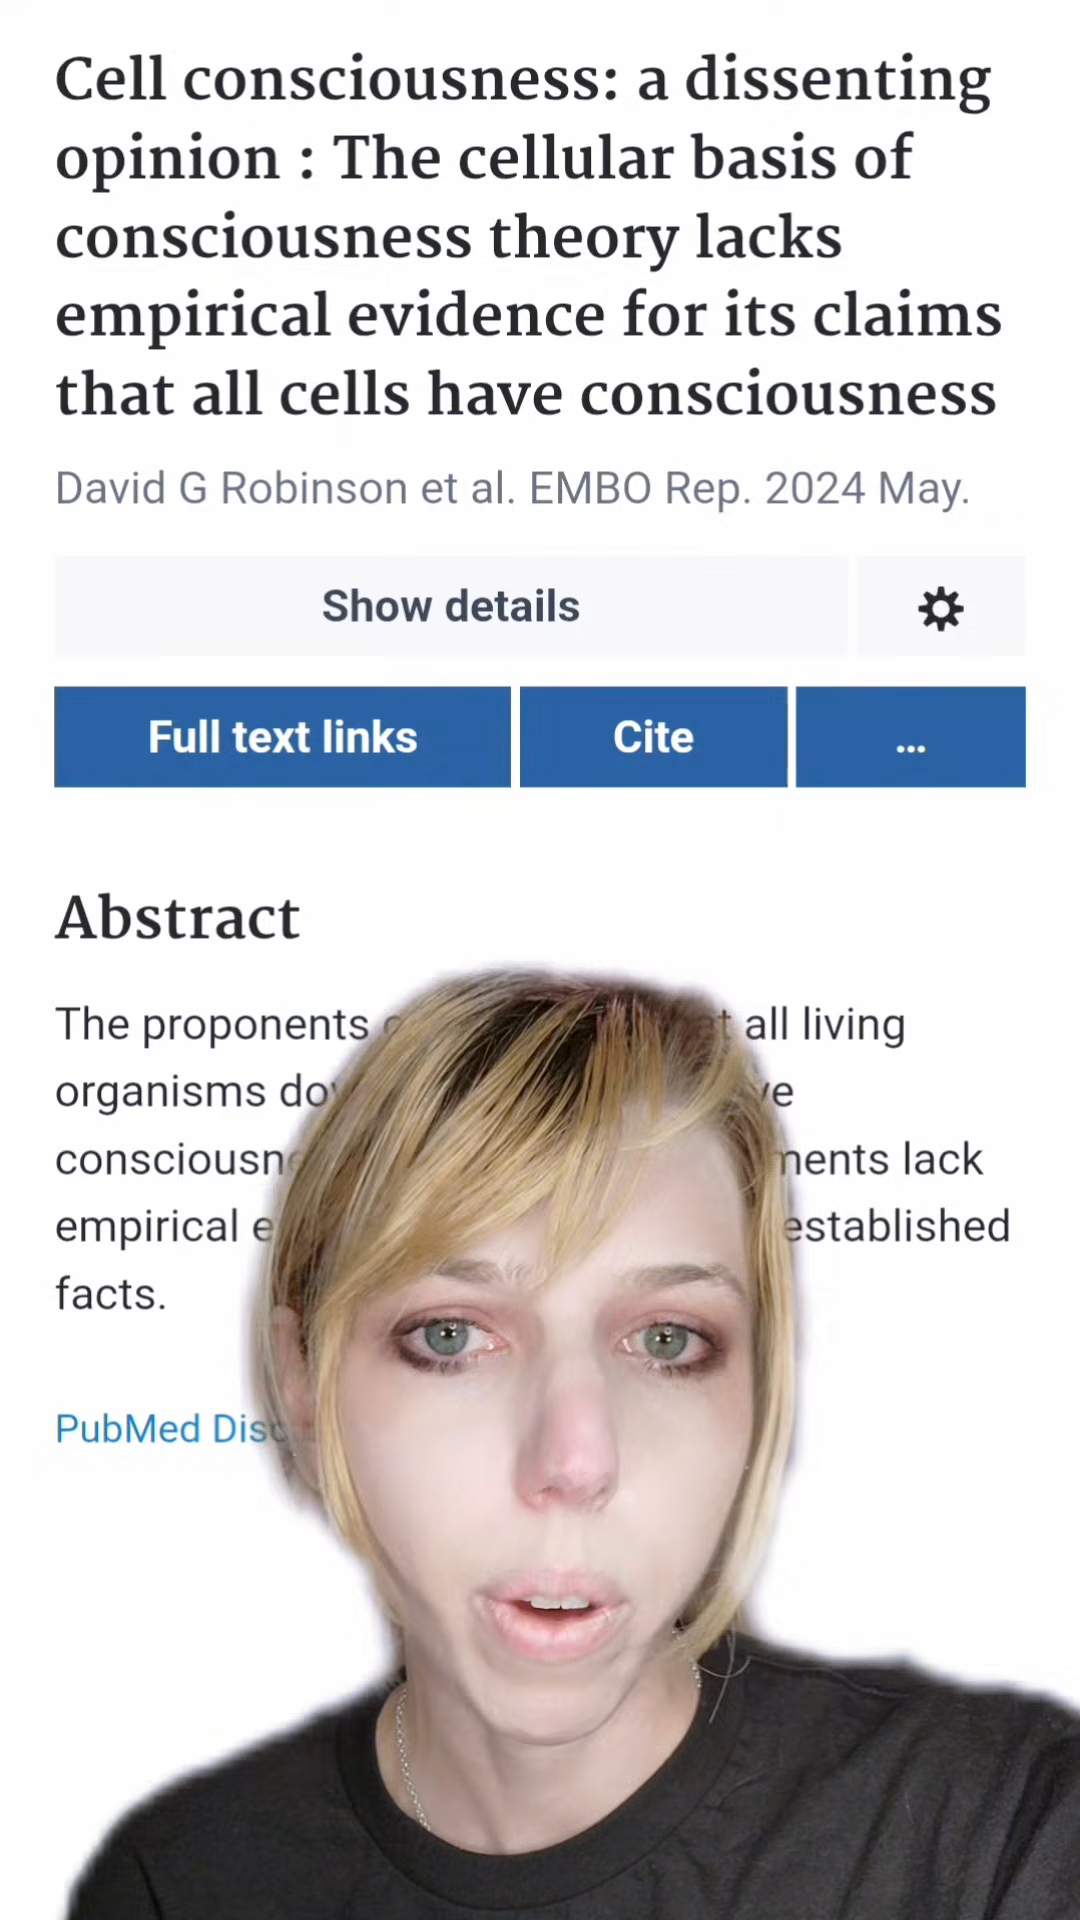 Cell consciousness: a dissenting
opinion : The cellular basis of
consciousness theory lacks
empirical evidence for its claims
that all cells have consciousness
David G Robinson et al. EMBO Rep. 2024 May.
Show details
Full text links Cite ...
Abstract
The proponents all living
organisms
lack
empirical established
facts.
PubMed